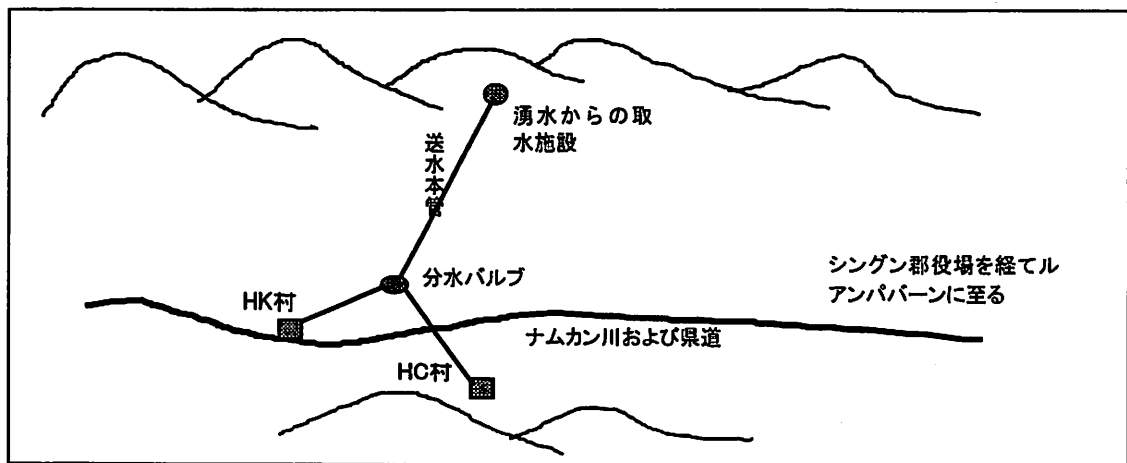 湧水からの取
水施設
送水本管
分水バルブ
シングン郡役場を経てル
アンパバーンに至る
HK村
ナムカン川および県道
HC村